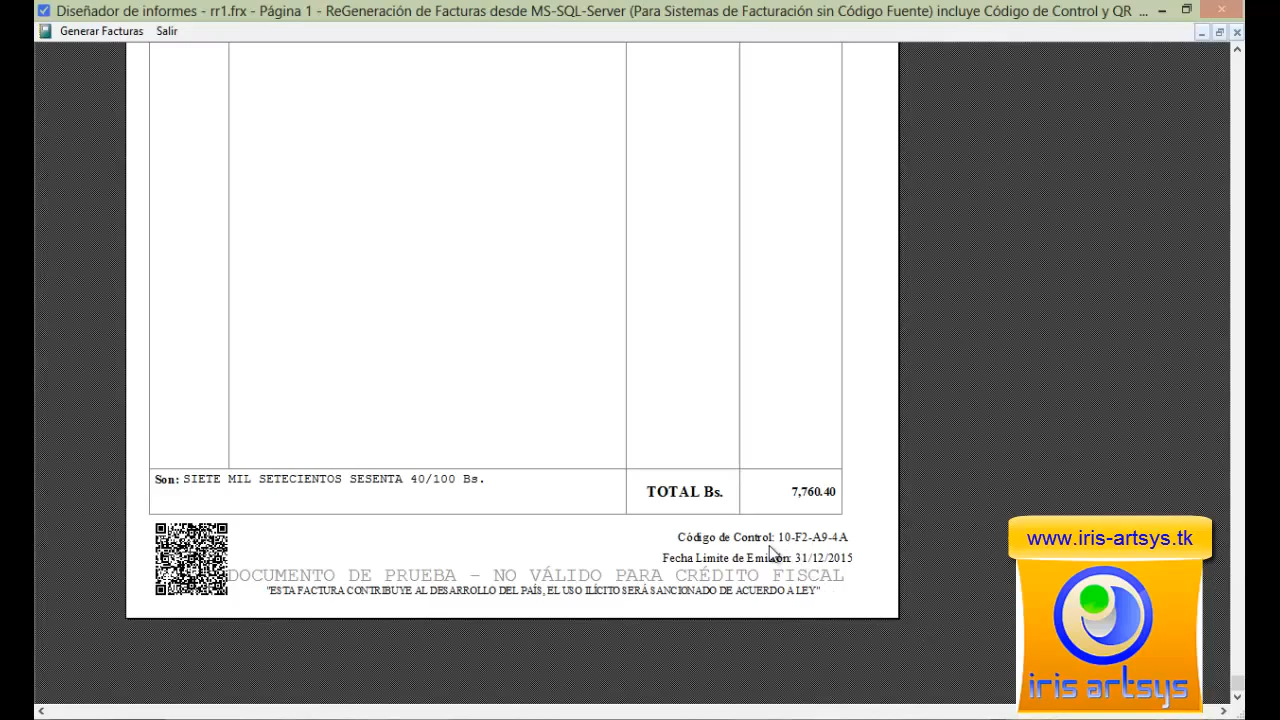 Diseñador de informes - rr1.frx - Página 1 - ReGeneración de Facturas desde MS-SQL-Server (Para Sistemas de Facturación sin Código Fuente) incluye Código de Control y QR ...
Generar Facturas Salir
Son: SIETE MIL SETECIENTOS SESENTA 40/100 Bs.
TOTAL Bs. 7,760.40
Código de Control: 10-F2-A9-4A
Fecha Limite de Emisión: 31/12/2015
DOCUMENTO DE PRUEBA - NO VÁLIDO PARA CRÉDITO FISCAL
"ESTA FACTURA CONTRIBUYE AL DESARROLLO DEL PAÍS, EL USO ILÍCITO SERÁ SANCIONADO DE ACUERDO A LEY"
www.iris-artsys.tk
iris artsys